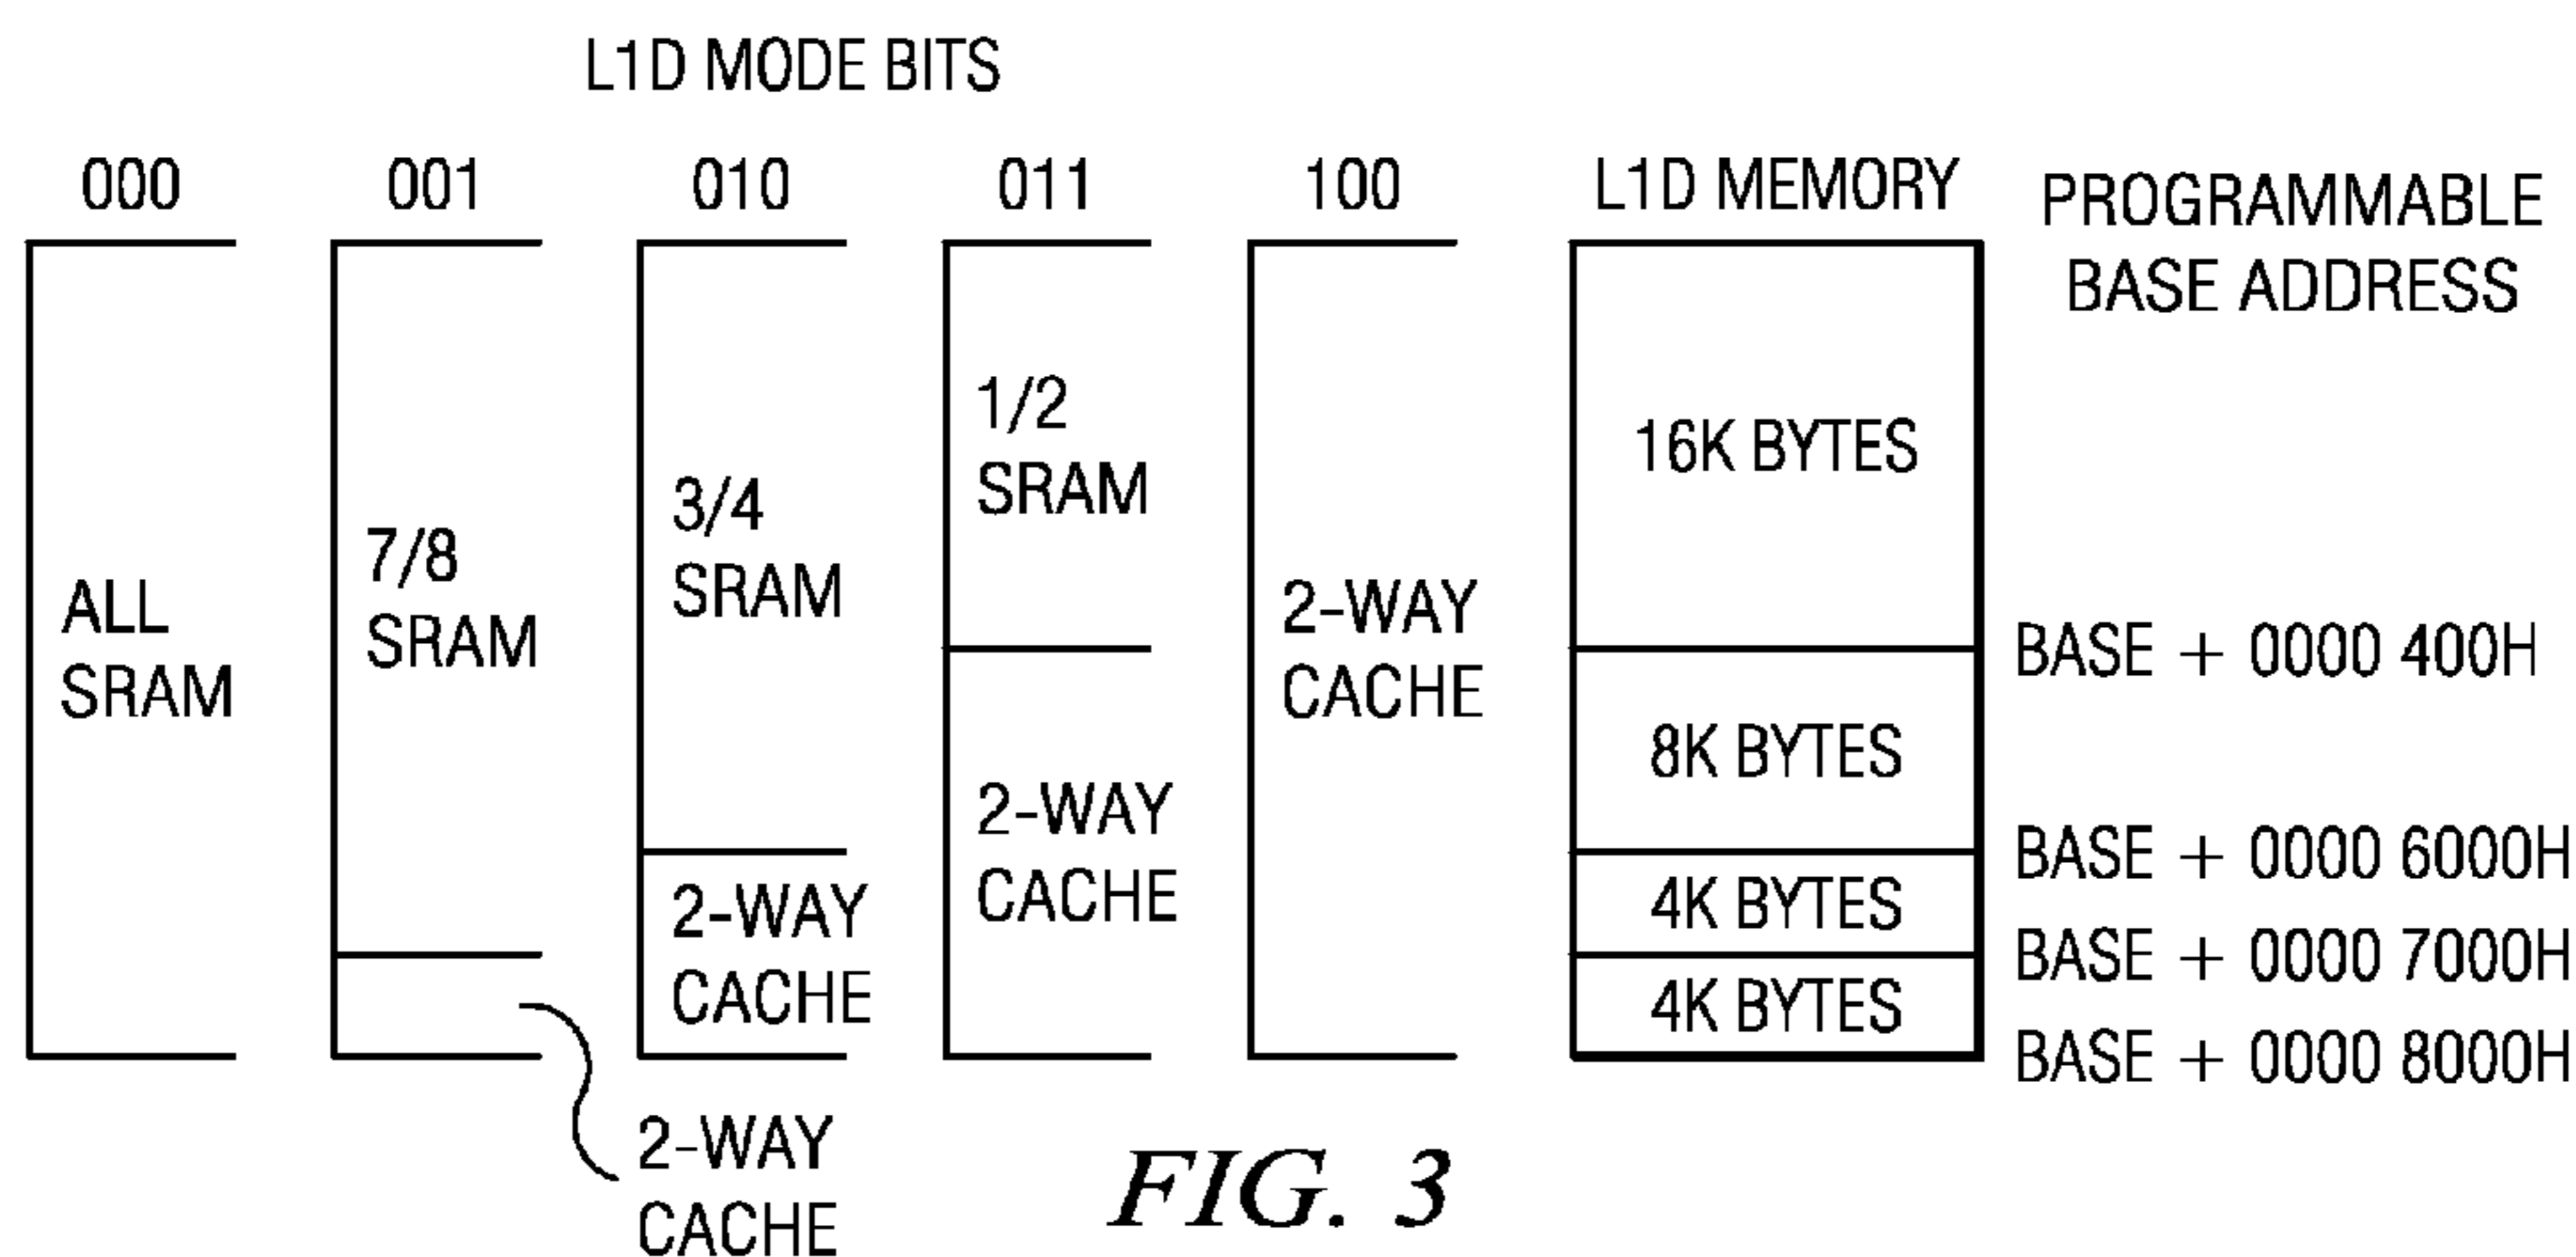 L1D MODE BITS
000
001
010
011
100
L1D MEMORY
PROGRAMMABLE
BASE ADDRESS
ALL
SRAM
7/8
SRAM
2-WAY
CACHE
3/4
SRAM
2-WAY
CACHE
1/2
SRAM
2-WAY
CACHE
2-WAY
CACHE
16K BYTES
8K BYTES
4K BYTES
4K BYTES
BASE + 0000 400H
BASE + 0000 6000H
BASE + 0000 7000H
BASE + 0000 8000H
FIG. 3